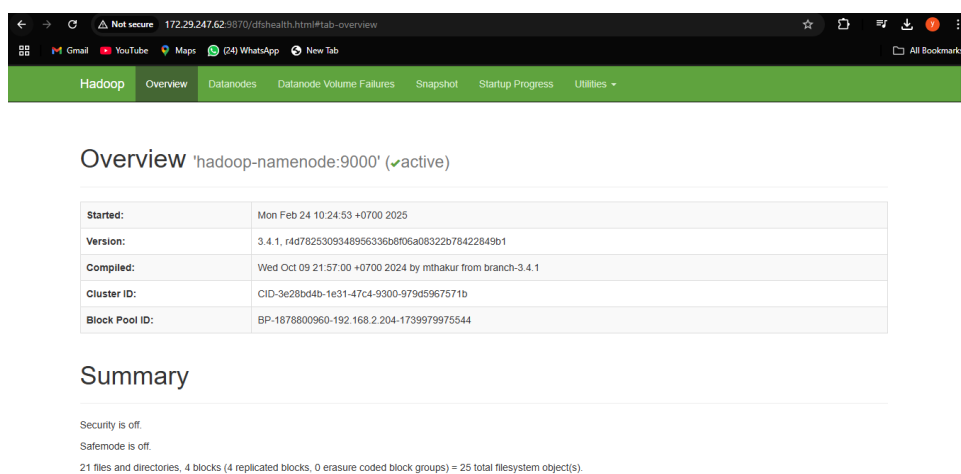 Not secure 172.29.247.62:9870/dfshealth.html#tab-overview
Gmail YouTube Maps (24) WhatsApp New Tab All Bookmarks
Hadoop Overview Datanodes Datanode Volume Failures Snapshot Startup Progress Utilities
Overview 'hadoop-namenode:9000' (✔active)
Started: Mon Feb 24 10:24:53 +0700 2025
Version: 3.4.1, r4d7825309348956336b8f06a08322b78422849b1
Compiled: Wed Oct 09 21:57:00 +0700 2024 by mthakur from branch-3.4.1
Cluster ID: CID-3e28bd4b-1e31-47c4-9300-979d5967571b
Block Pool ID: BP-1878800960-192.168.2.204-1739979975544
Summary
Security is off.
Safemode is off.
21 files and directories, 4 blocks (4 replicated blocks, 0 erasure coded block groups) = 25 total filesystem object(s).